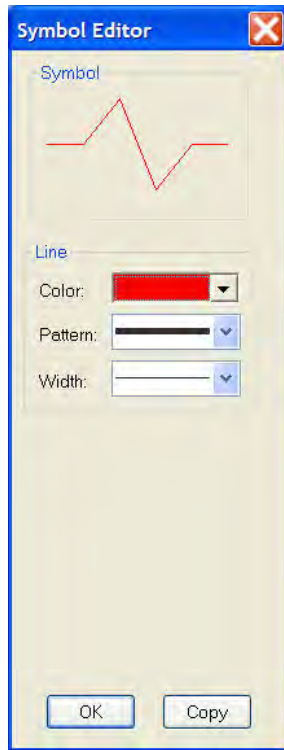 Symbol Editor
Symbol
Line
Color:
Pattern:
Width:
OK Copy